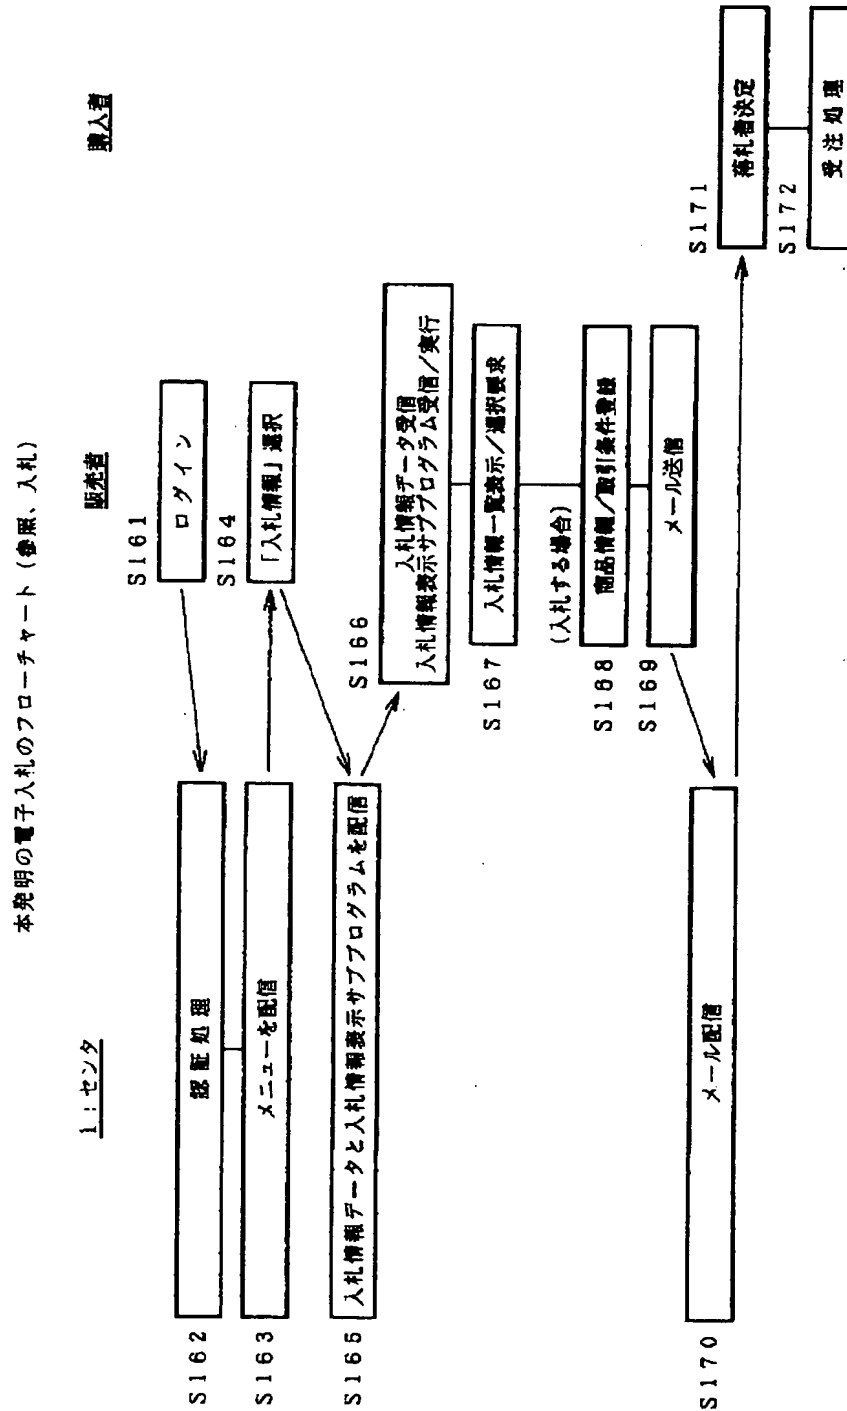 本発明の電子入札のフローチャート（参照、入札）
1：センタ
販売者
購入者
S161
ログイン
S162
認証処理
S163
メニューを配信
S164
「入札情報」選択
S165
入札情報データと入札情報表示サブプログラムを配信
S166
入札情報データ受信
入札情報表示サブプログラム受信／実行
S167
入札情報一覧表示／選択要求
（入札する場合）
S168
商品情報／取引条件登録
S169
メール送信
S170
メール配信
S171
落札者決定
S172
受注処理